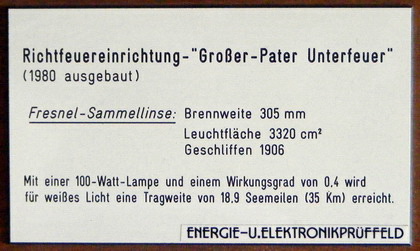 Richtfeuereinrichtung-"Großer-Pater Unterfeuer"
(1980 ausgebaut)
Fresnel-Sammellinse: Brennweite 305 mm
Leuchtfläche 3320 cm²
Geschliffen 1906
Mit einer 100-Watt-Lampe und einem Wirkungsgrad von 0.4 wird
für weißes Licht eine Tragweite von 18.9 Seemeilen (35 Km) erreicht.
ENERGIE-U.ELEKTRONIKPRÜFFELD